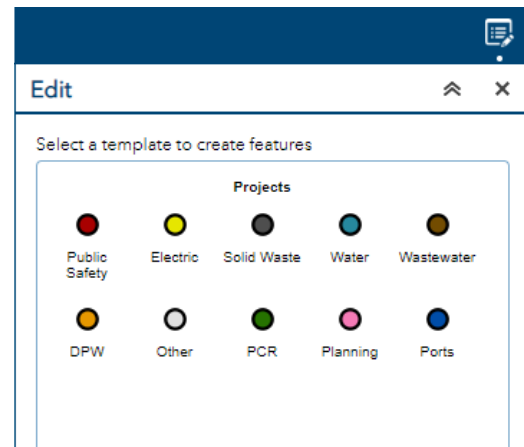 Edit
Select a template to create features
Projects
Public Safety
Electric
Solid Waste
Water
Wastewater
DPW
Other
PCR
Planning
Ports